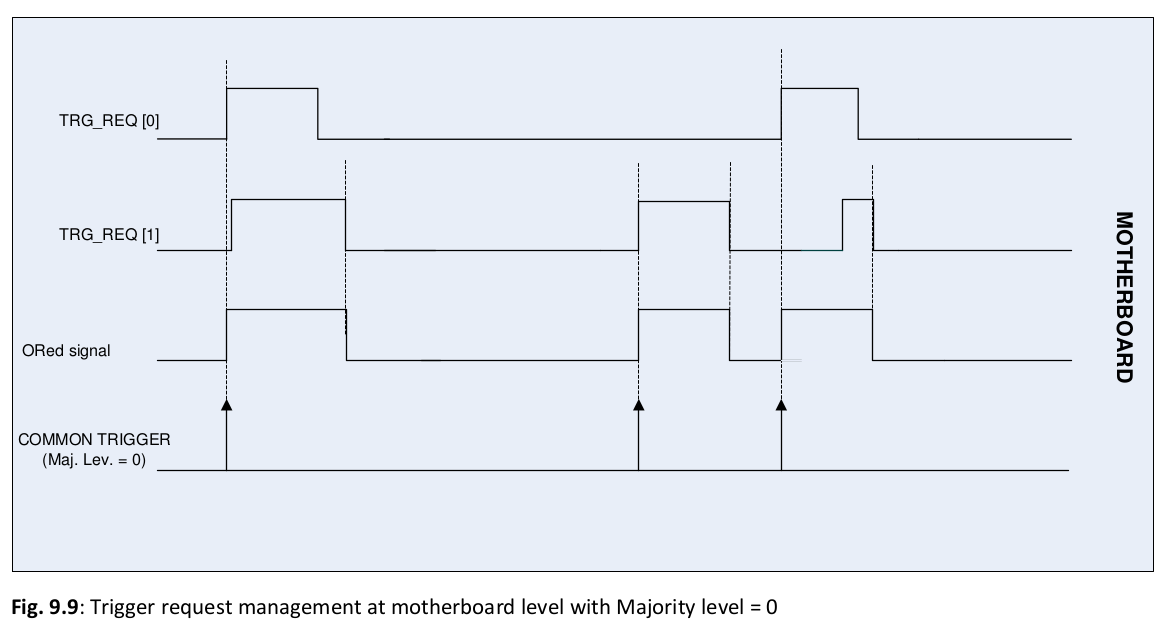 TRG_REQ [0]
TRG_REQ [1]
MOTHERBOARD
ORed signal
COMMON TRIGGER
(Maj. Lev. = 0)
Fig. 9.9: Trigger request management at motherboard level with Majority level = 0